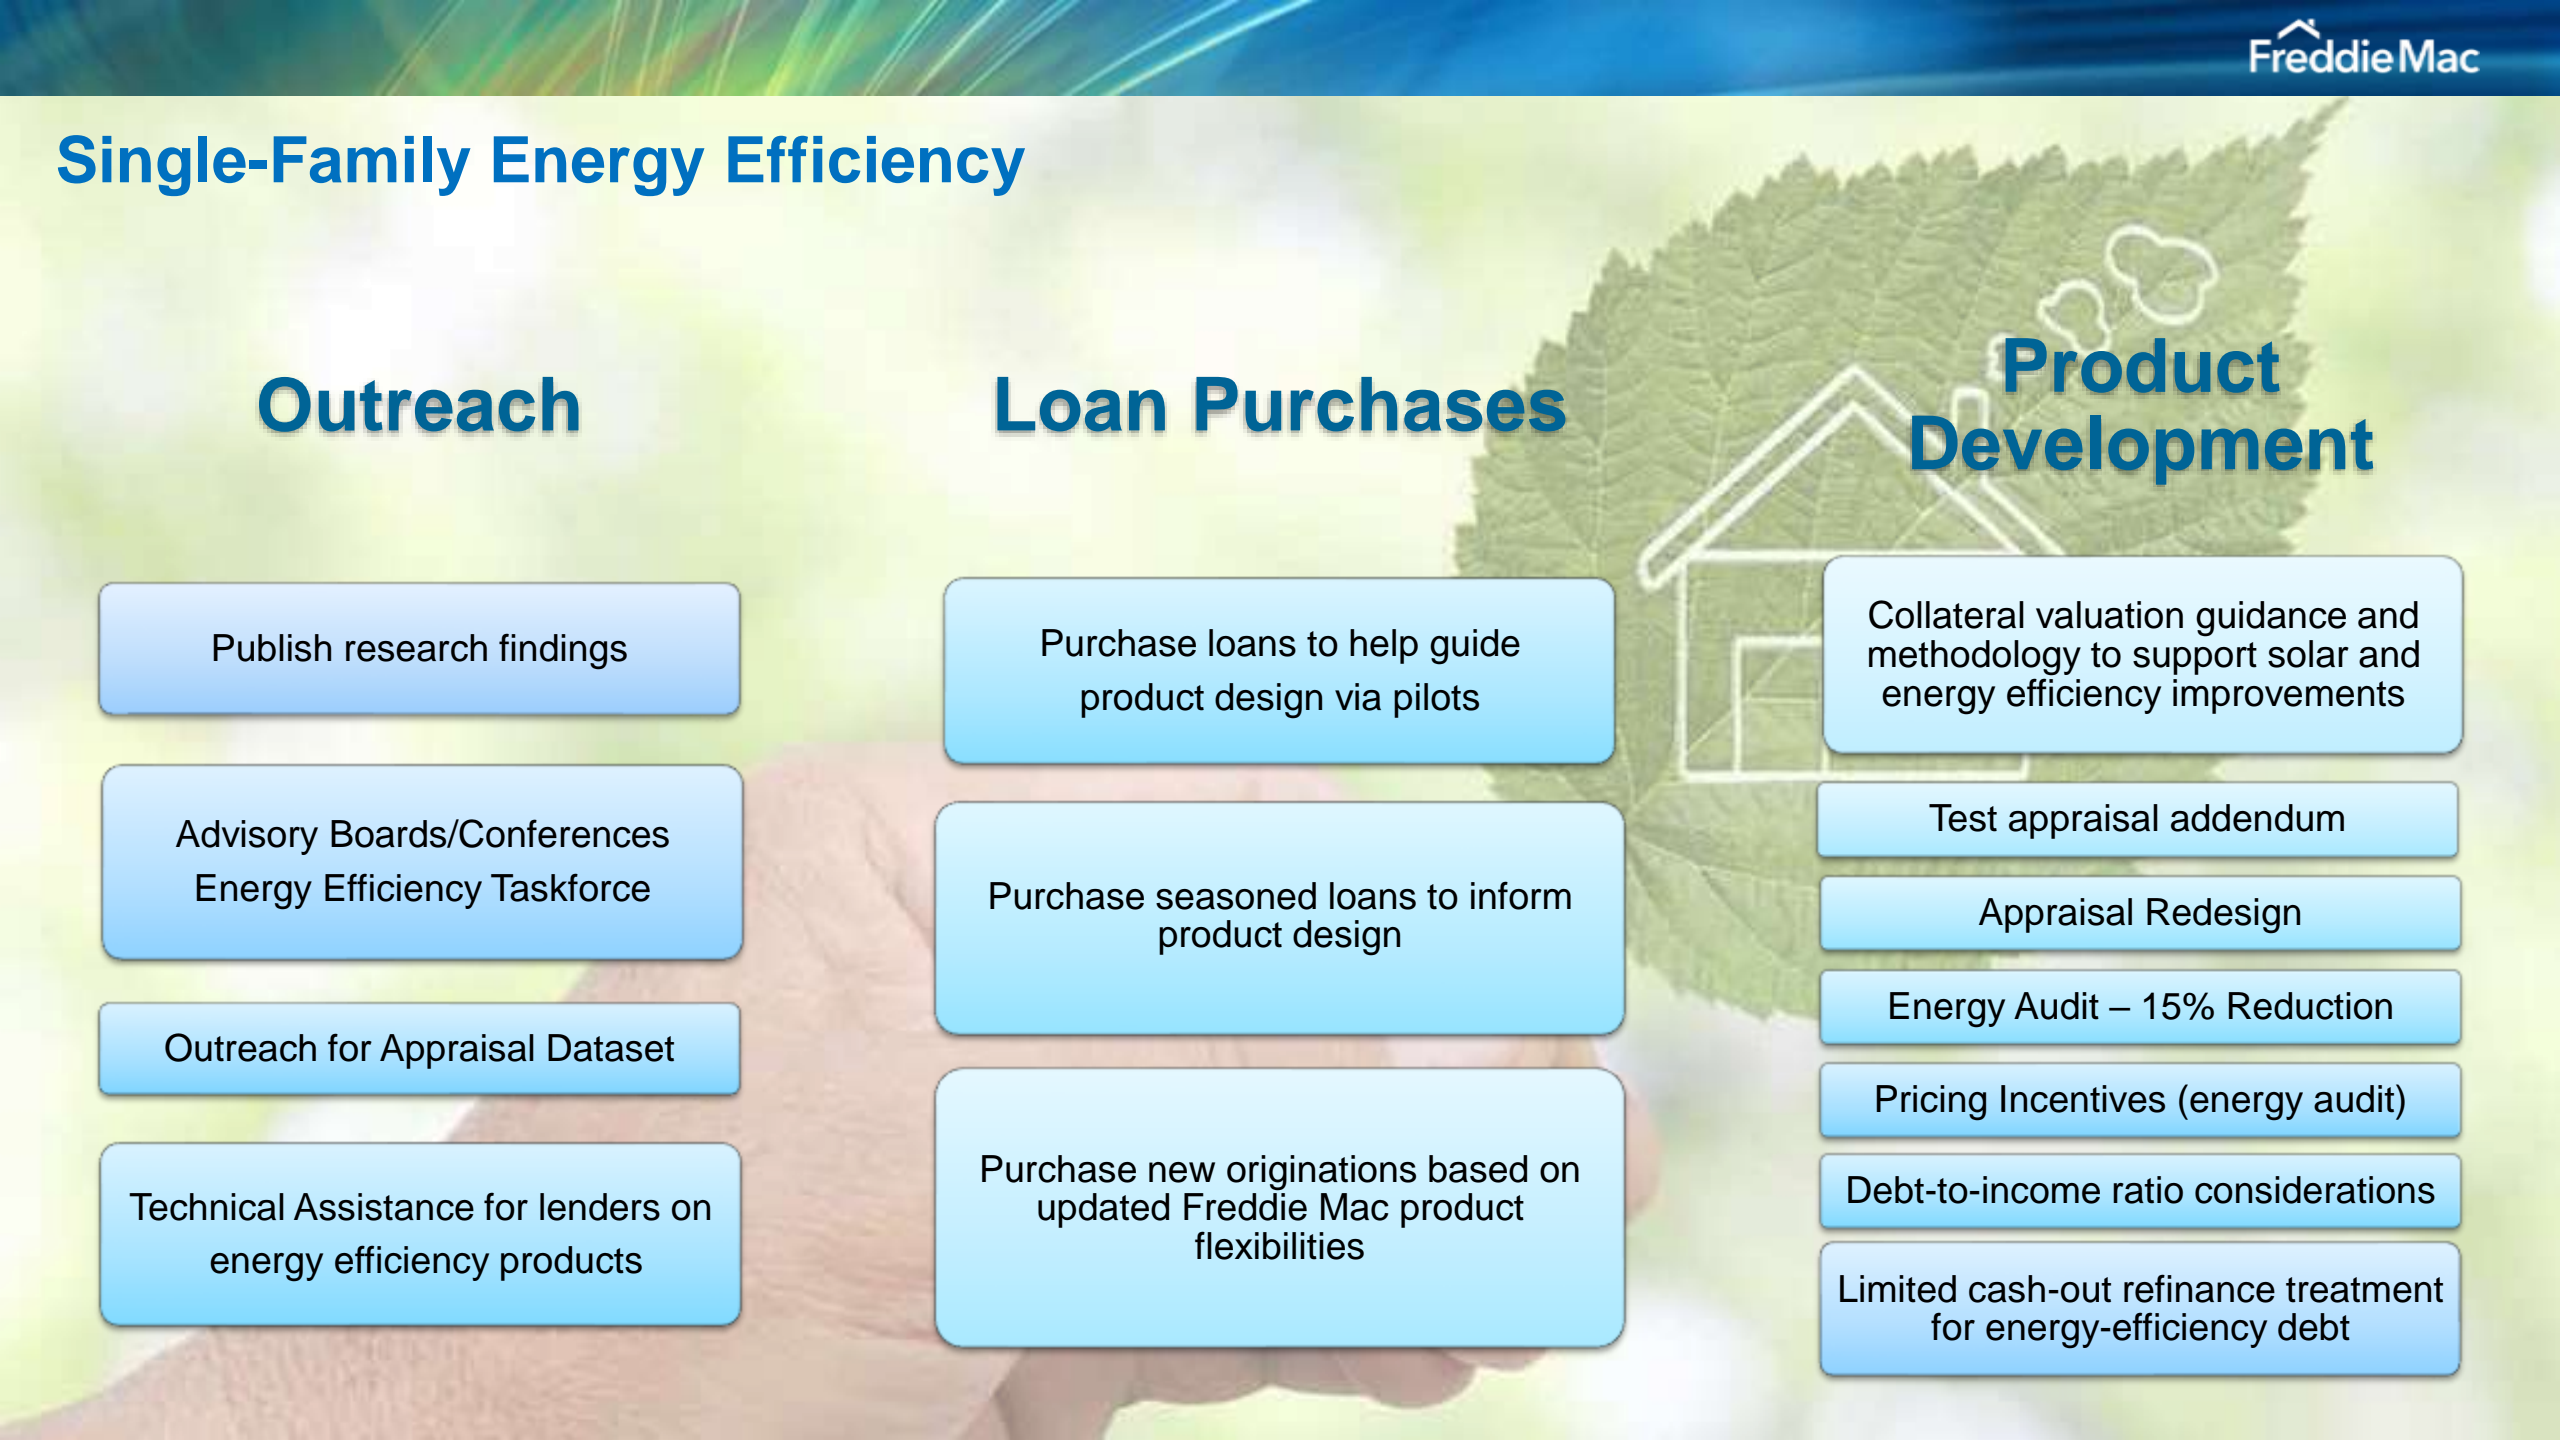 FreddieMac
Single-Family Energy Efficiency
Outreach
Publish research findings
Advisory Boards/Conferences
Energy Efficiency Taskforce
Outreach for Appraisal Dataset
Technical Assistance for lenders on
energy efficiency products
Loan Purchases
Purchase loans to help guide
product design via pilots
Purchase seasoned loans to inform
product design
Purchase new originations based on
updated Freddie Mac product
flexibilities
Product
Development
Collateral valuation guidance and
methodology to support solar and
energy efficiency improvements
Test appraisal addendum
Appraisal Redesign
Energy Audit – 15% Reduction
Pricing Incentives (energy audit)
Debt-to-income ratio considerations
Limited cash-out refinance treatment
for energy-efficiency debt